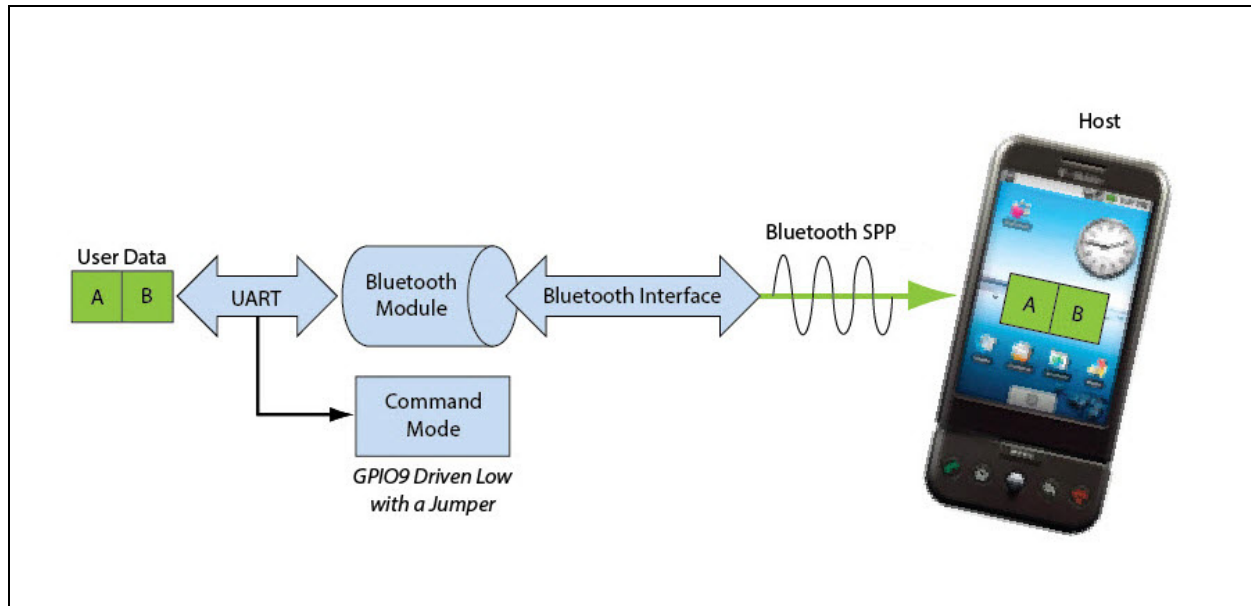 Host
Bluetooth SPP
User Data
A
B
UART
Bluetooth
Module
Bluetooth Interface
A
B
Command
Mode
GPIO9 Driven Low
with a Jumper